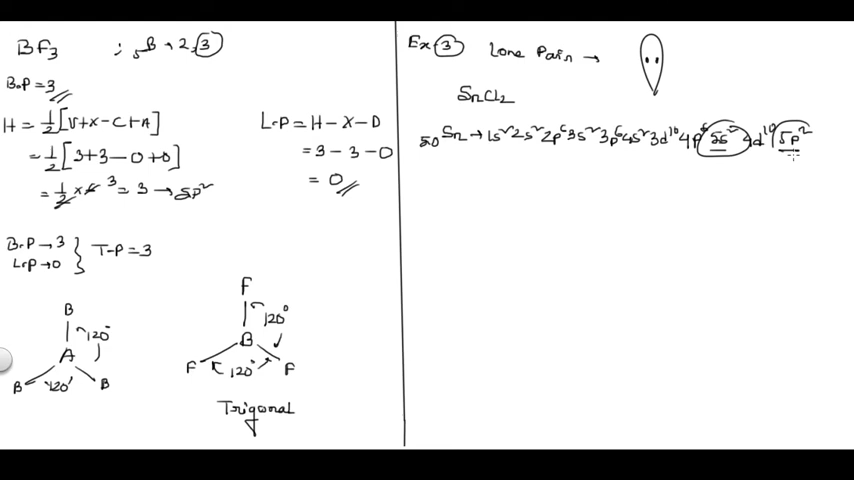 BF₃ ; ₅B → 2, 3
B.P = 3
H = 1/2 [V+X-C+A]
= 1/2 [3+3-0+0]
= 1/2 × 6 3 = 3 → SP²
L.P = H - X - D
= 3 - 3 - 0
= 0
B.P → 3
L.P → 0
} T-P = 3
B
A
B
B
120°
120°
F
B
F
F
120°
120°
Trigonal
Ex-3 Lone Pair →
SnCl₂
₅₀Sn → 1s² 2s² 2p⁶ 3s² 3p⁶ 4s² 3d¹⁰ 4p⁶ 5s² 4d¹⁰ 5p²